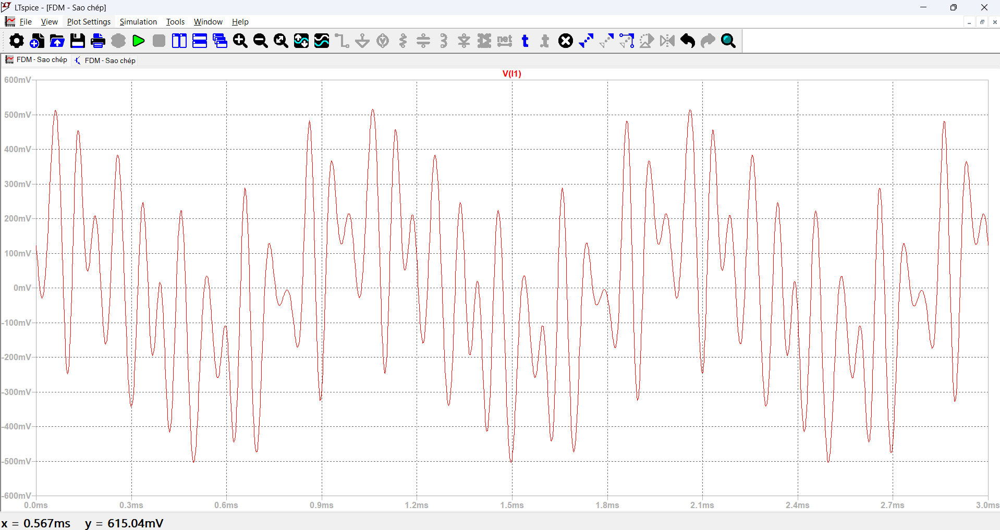 LTspice - [FDM - Sao chép]
File View Plot Settings Simulation Tools Window Help
net t t
FDM - Sao chép FDM - Sao chép
V(I1)
600mV
500mV
400mV
300mV
200mV
100mV
0mV
-100mV
-200mV
-300mV
-400mV
-500mV
-600mV
0.0ms 0.3ms 0.6ms 0.9ms 1.2ms 1.5ms 1.8ms 2.1ms 2.4ms 2.7ms 3.0ms
x = 0.567ms y = 615.04mV